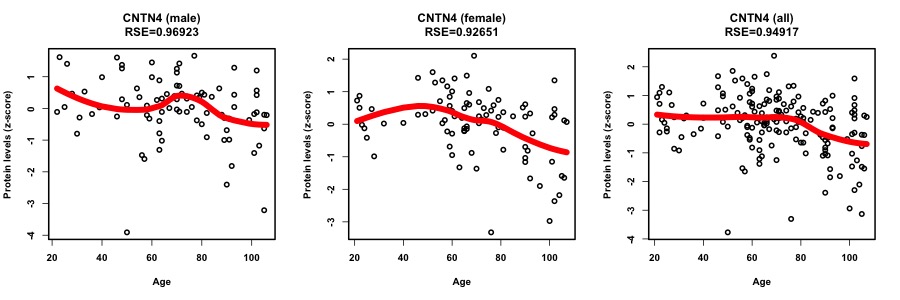 CNTN4 (male)
RSE=0.96923
Protein levels (z-score)
1
0
-1
-2
-3
-4
20
40
60
80
100
Age
CNTN4 (female)
RSE=0.92651
Protein levels (z-score)
2
1
0
-1
-2
-3
20
40
60
80
100
Age
CNTN4 (all)
RSE=0.94917
Protein levels (z-score)
2
1
0
-1
-2
-3
-4
20
40
60
80
100
Age